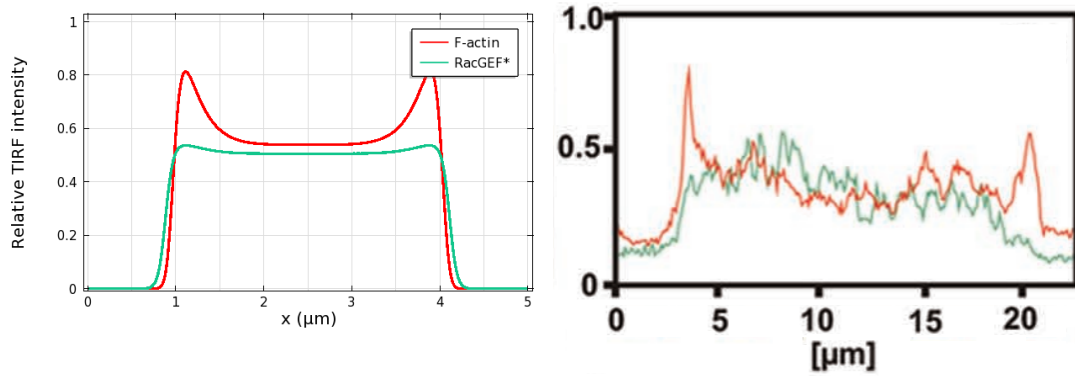 Relative TIRF intensity
1
0.8
0.6
0.4
0.2
0
0 1 2 3 4 5
x (μm)
F-actin
RacGEF*
1.0
0.5
0
0 5 10 15 20
[μm]